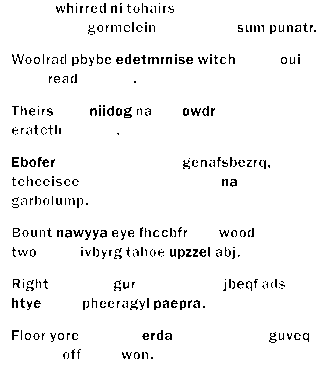 whirred ni tohairs
gormelein sum punatr.
Woolrad pbybe edetmrnise witch oui
read .
Theirs niidog na owdr
eratcth .
Ebofer genafsbezrq,
tcheeisee na
garbolump.
Bount nawyya eye fhccbfr wood
two ivbyrg tahoe upzzel abj.
Right gur jbeqf ads
htye pheeragyl paepra.
Floor yore erda guveq
off won.